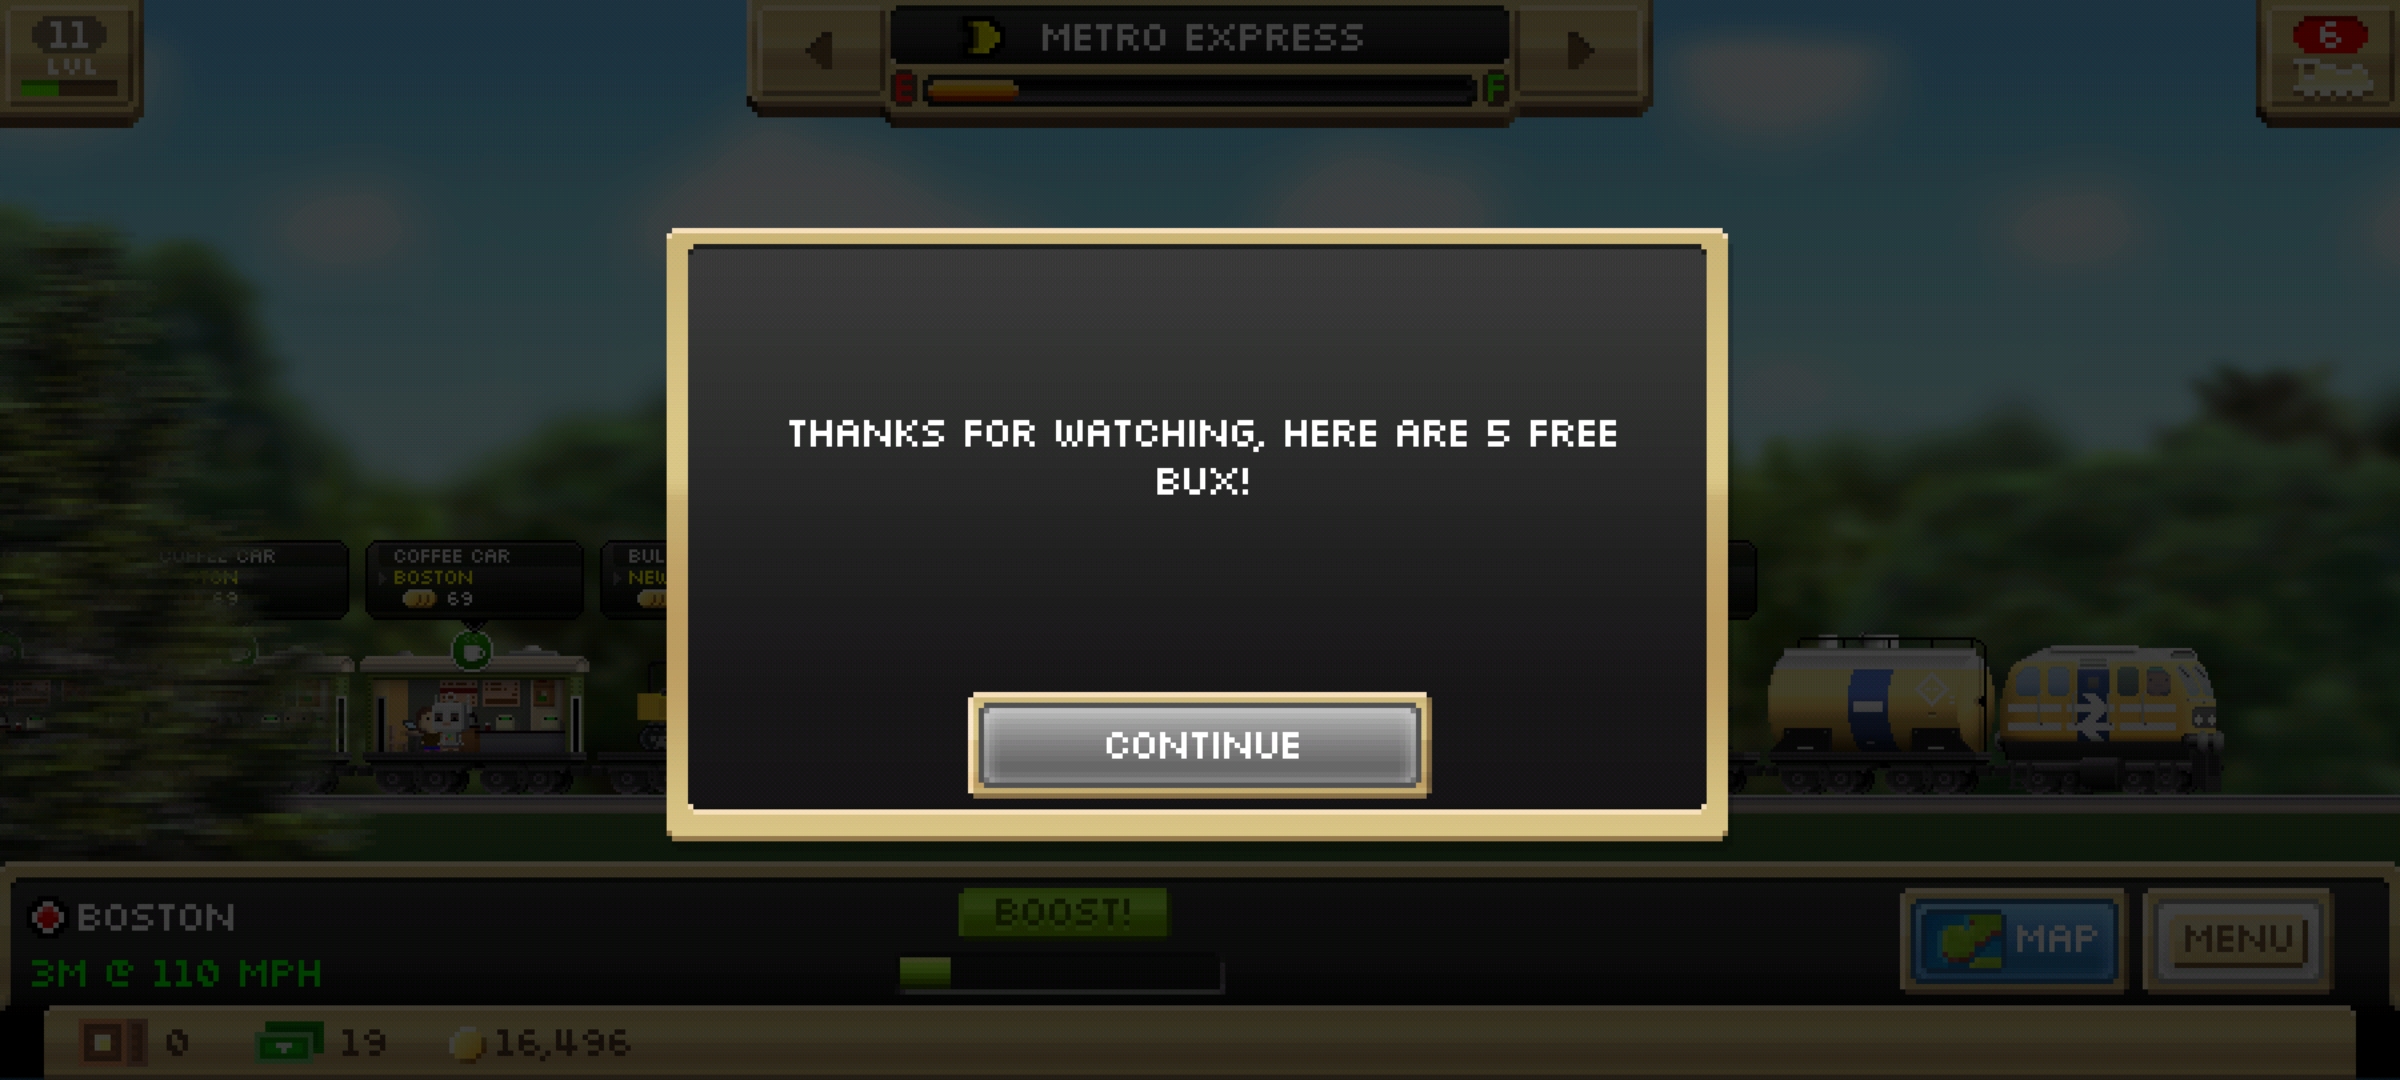 11
LVL
METRO EXPRESS
E
F
6
THANKS FOR WATCHING, HERE ARE 5 FREE
BUX!
CONTINUE
COFFEE CAR
69
COFFEE CAR
BOSTON
69
BOSTON
3M @ 110 MPH
BOOST!
MAP
MENU
0
19
16,496